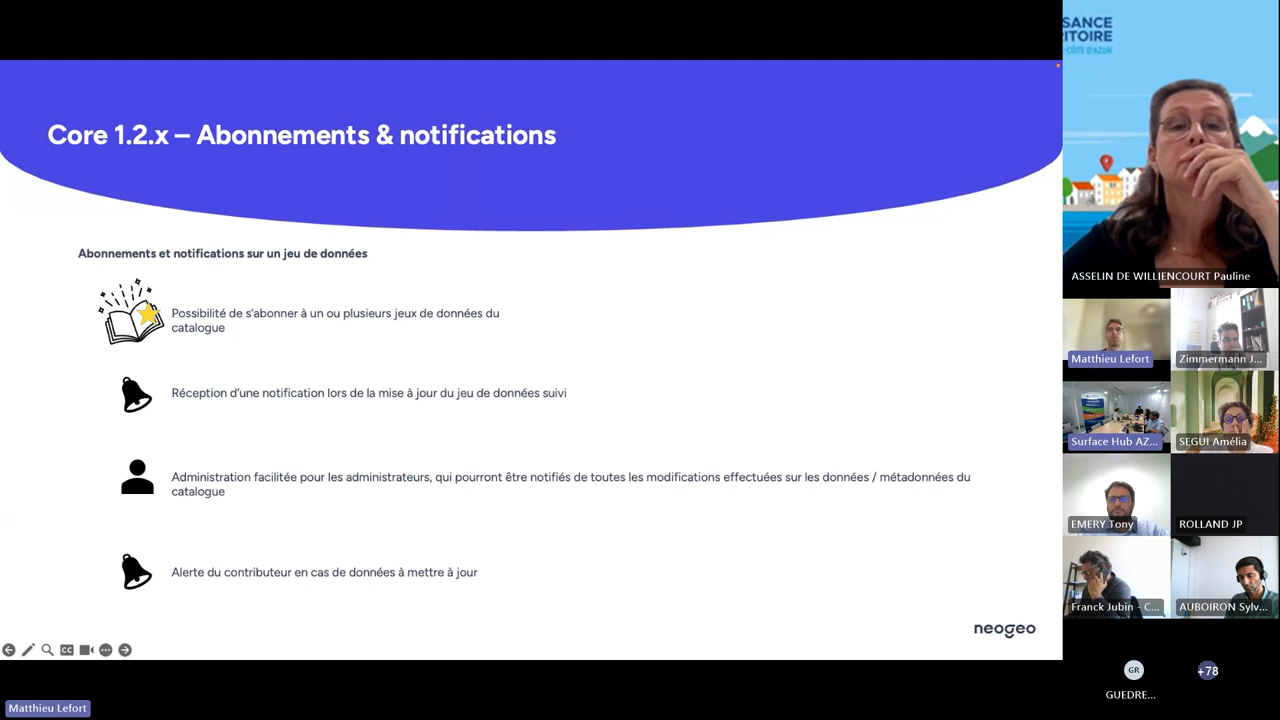 Core 1.2.x – Abonnements & notifications
Abonnements et notifications sur un jeu de données
Possibilité de s'abonner à un ou plusieurs jeux de données du
catalogue
Réception d'une notification lors de la mise à jour du jeu de données suivi
Administration facilitée pour les administrateurs, qui pourront être notifiés de toutes les modifications effectuées sur les données / métadonnées du
catalogue
Alerte du contributeur en cas de données à mettre à jour
neogeo
CC
Matthieu Lefort
SANCE
ITOIRE
-CÔTE D'AZUR
ASSELIN DE WILLIENCOURT Pauline
Matthieu Lefort
Zimmermann J...
Surface Hub AZ...
SEGUI Amélia
EMERY Tony
ROLLAND JP
Franck Jubin - C...
AUBOIRON Sylv...
GR
+78
GUEDRE...